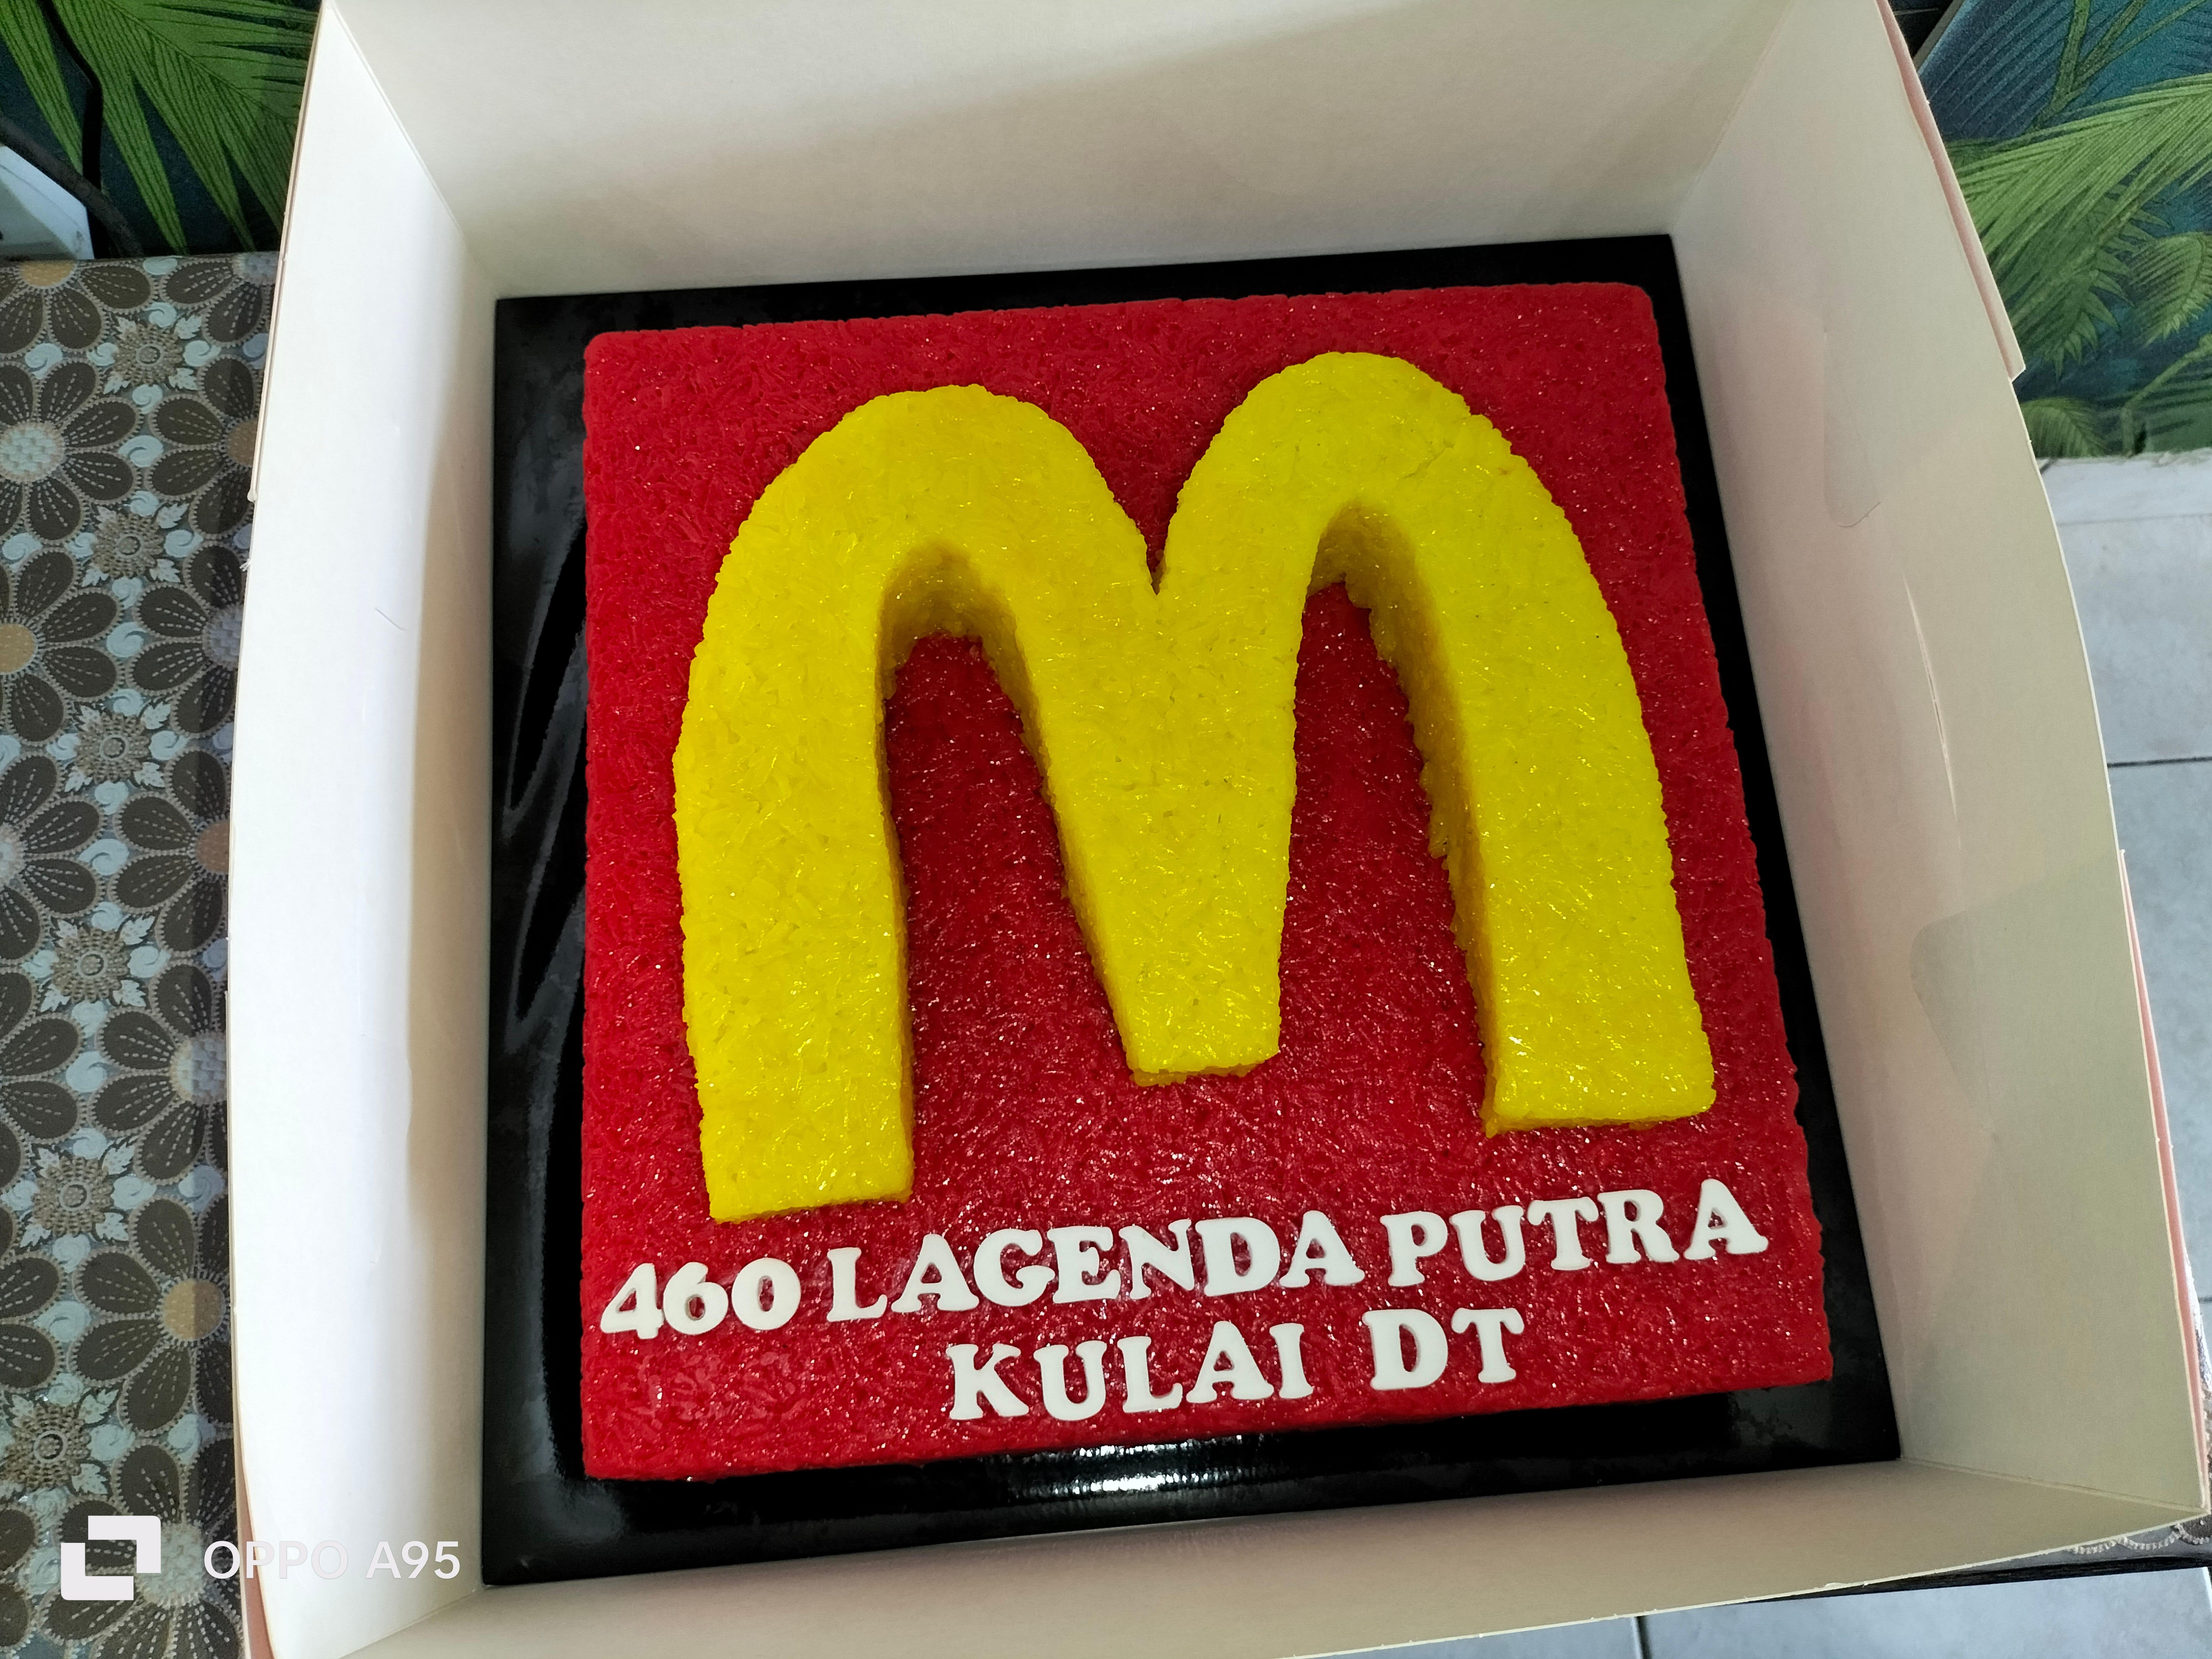 460 LAGENDA PUTRA
KULAI DT
OPPO A95